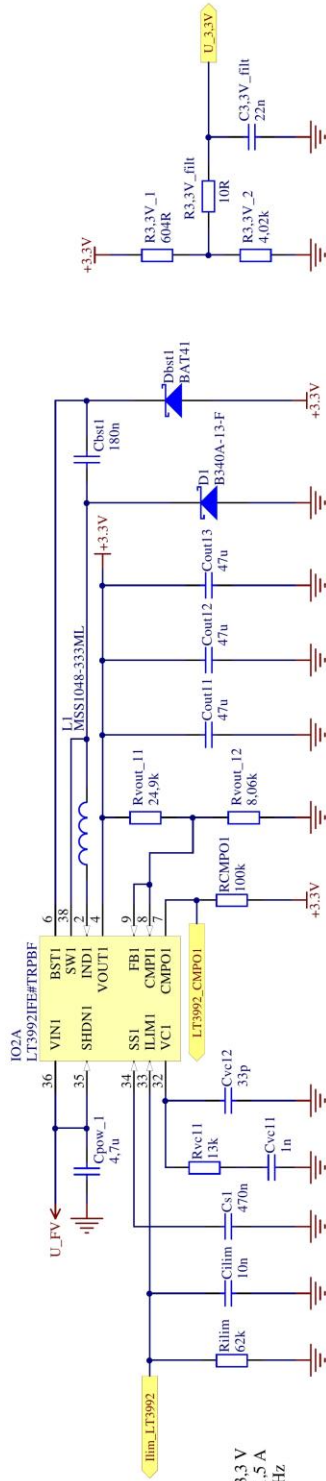 IO2A
LT3992IFE#TRPBF
U_FV
Cpow_1
4,7u
36
VIN1
35
SHDN1
34
SS1
33
ILIM1
32
VC1
BST1
6
SW1
38
IND1
2
VOUT1
4
FB1
9
CMPI1
8
CMPO1
7
L1
MSS1048-333ML
Cbst1
180n
Dbst1
BAT41
+3.3V
D1
B340A-13-F
+3.3V
Cout11
47u
Cout12
47u
Cout13
47u
Rvout_11
24,9k
Rvout_12
8,06k
RCMPO1
100k
+3.3V
LT3992_CMPO1
Ilim_LT3992
Rilim
62k
Cilim
10n
Cs1
470n
Rvc11
13k
Cvc11
1n
Cvc12
33p
3,3 V
,5 A
Hz
+3.3V
R3,3V_1
604R
R3,3V_filt
10R
R3,3V_2
4,02k
C3,3V_filt
22n
U_3,3V